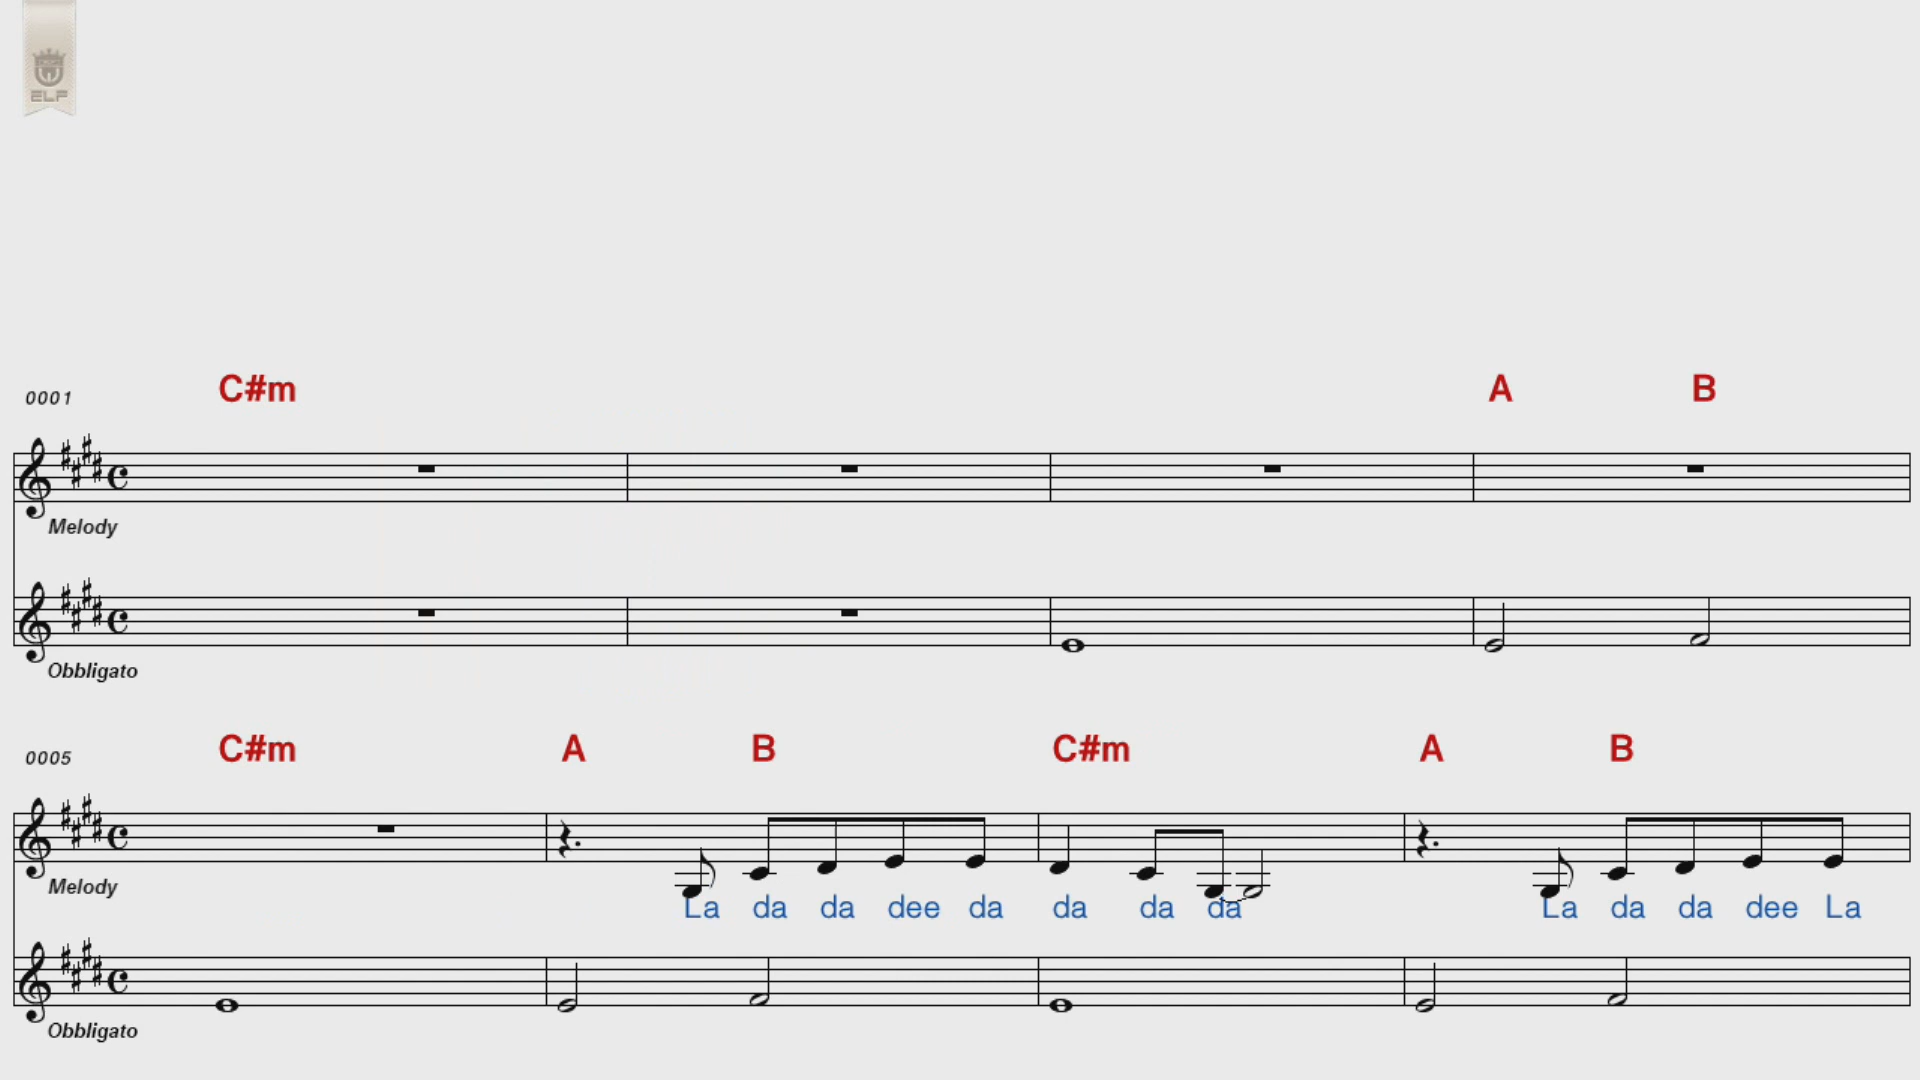 ELF
0001 C#m A B
Melody
Obbligato
0005 C#m A B C#m A B
Melody
La da da dee da da da da La da da dee La
Obbligato